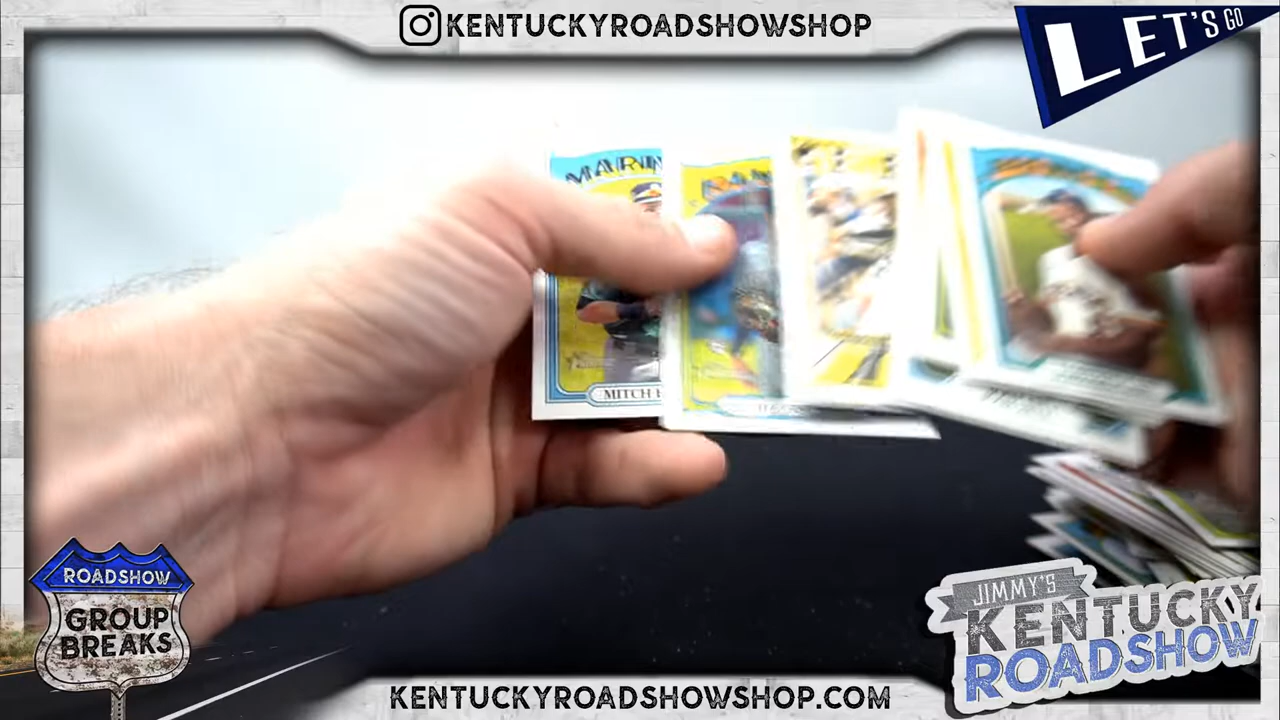 KENTUCKYROADSHOWSHOP
LET'S GO
MARIN
MITCH
ROADSHOW
GROUP
BREAKS
JIMMY'S
KENTUCKY
ROADSHOW
KENTUCKYROADSHOWSHOP.COM